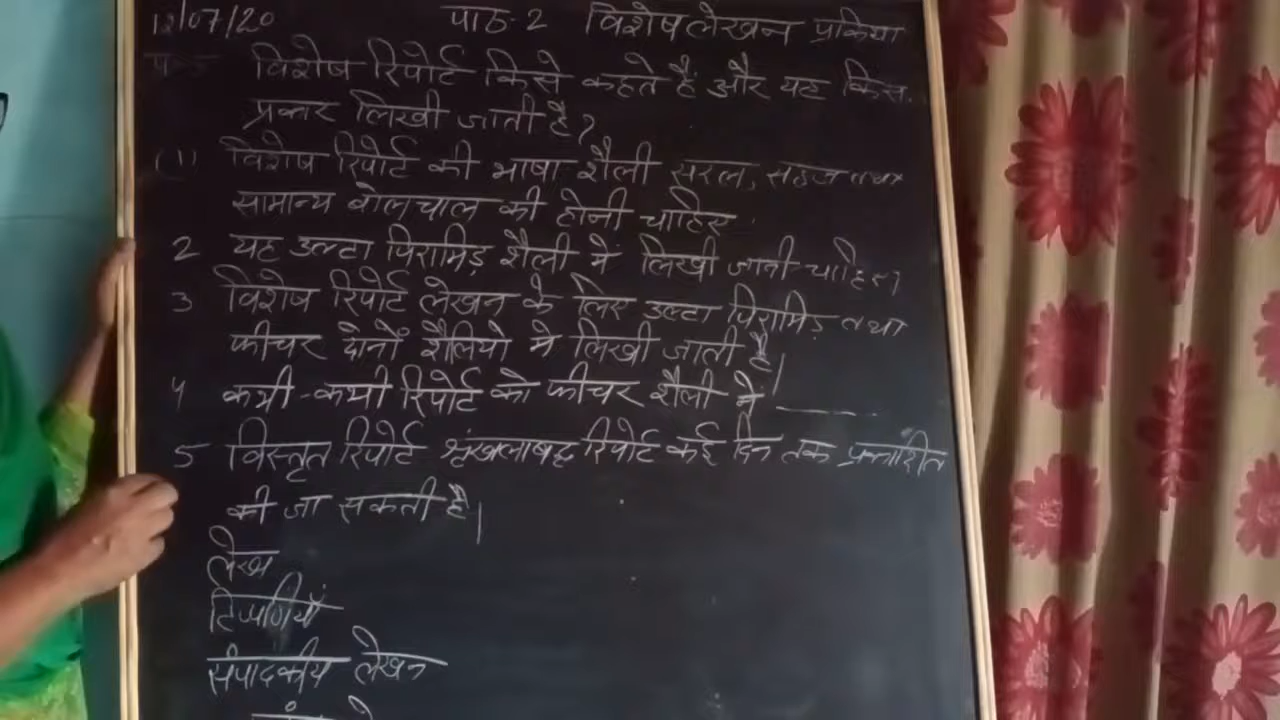 12/07/20 पाठ-2 विशेष लेखन प्रक्रिया
विशेष रिपोर्ट किसे कहते हैं और यह किस
प्रकार लिखी जाती है?
(1) विशेष रिपोर्ट की भाषा शैली सरल, सहज तथा
सामान्य बोलचाल की होनी चाहिए
2 यह उल्टा पिरामिड़ शैली में लिखी जाती चाहिए।
3 विशेष रिपोर्ट लेखन के लिए उल्टा पिरामिड़ तथा
फीचर दोनों शैलियो मे लिखी जाती है।
4 कभी-कभी रिपोर्ट को फीचर शैली मे ______
5 विस्तृत रिपोर्ट श्रृंखलाबद्ध रिपोर्ट कई दिन तक प्रकाशीत
की जा सकती है।
लेख
टिप्पणियाँ
संपादकीय लेखन